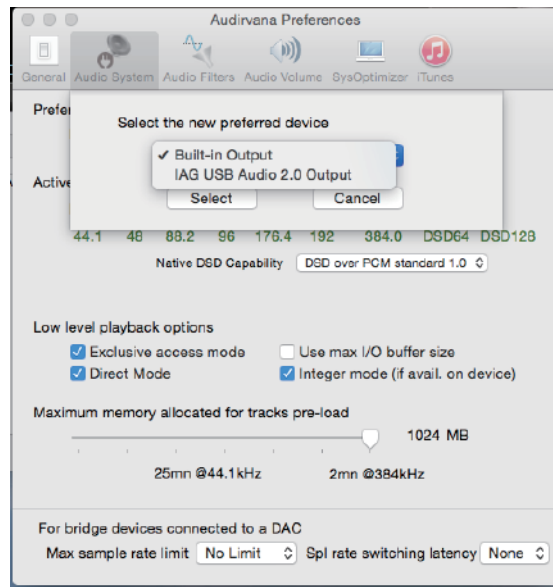 Audirvana Preferences
General Audio System Audio Filters Audio Volume SysOptimizer iTunes
Select the new preferred device
✓ Built-in Output
IAG USB Audio 2.0 Output
Active
Select Cancel
44.1 48 88.2 96 176.4 192 384.0 DSD64 DSD128
Native DSD Capability DSD over PCM standard 1.0
Low level playback options
Exclusive access mode Use max I/O buffer size
Direct Mode Integer mode (if avail. on device)
Maximum memory allocated for tracks pre-load
1024 MB
25mn @44.1kHz 2mn @384kHz
For bridge devices connected to a DAC
Max sample rate limit No Limit Spl rate switching latency None